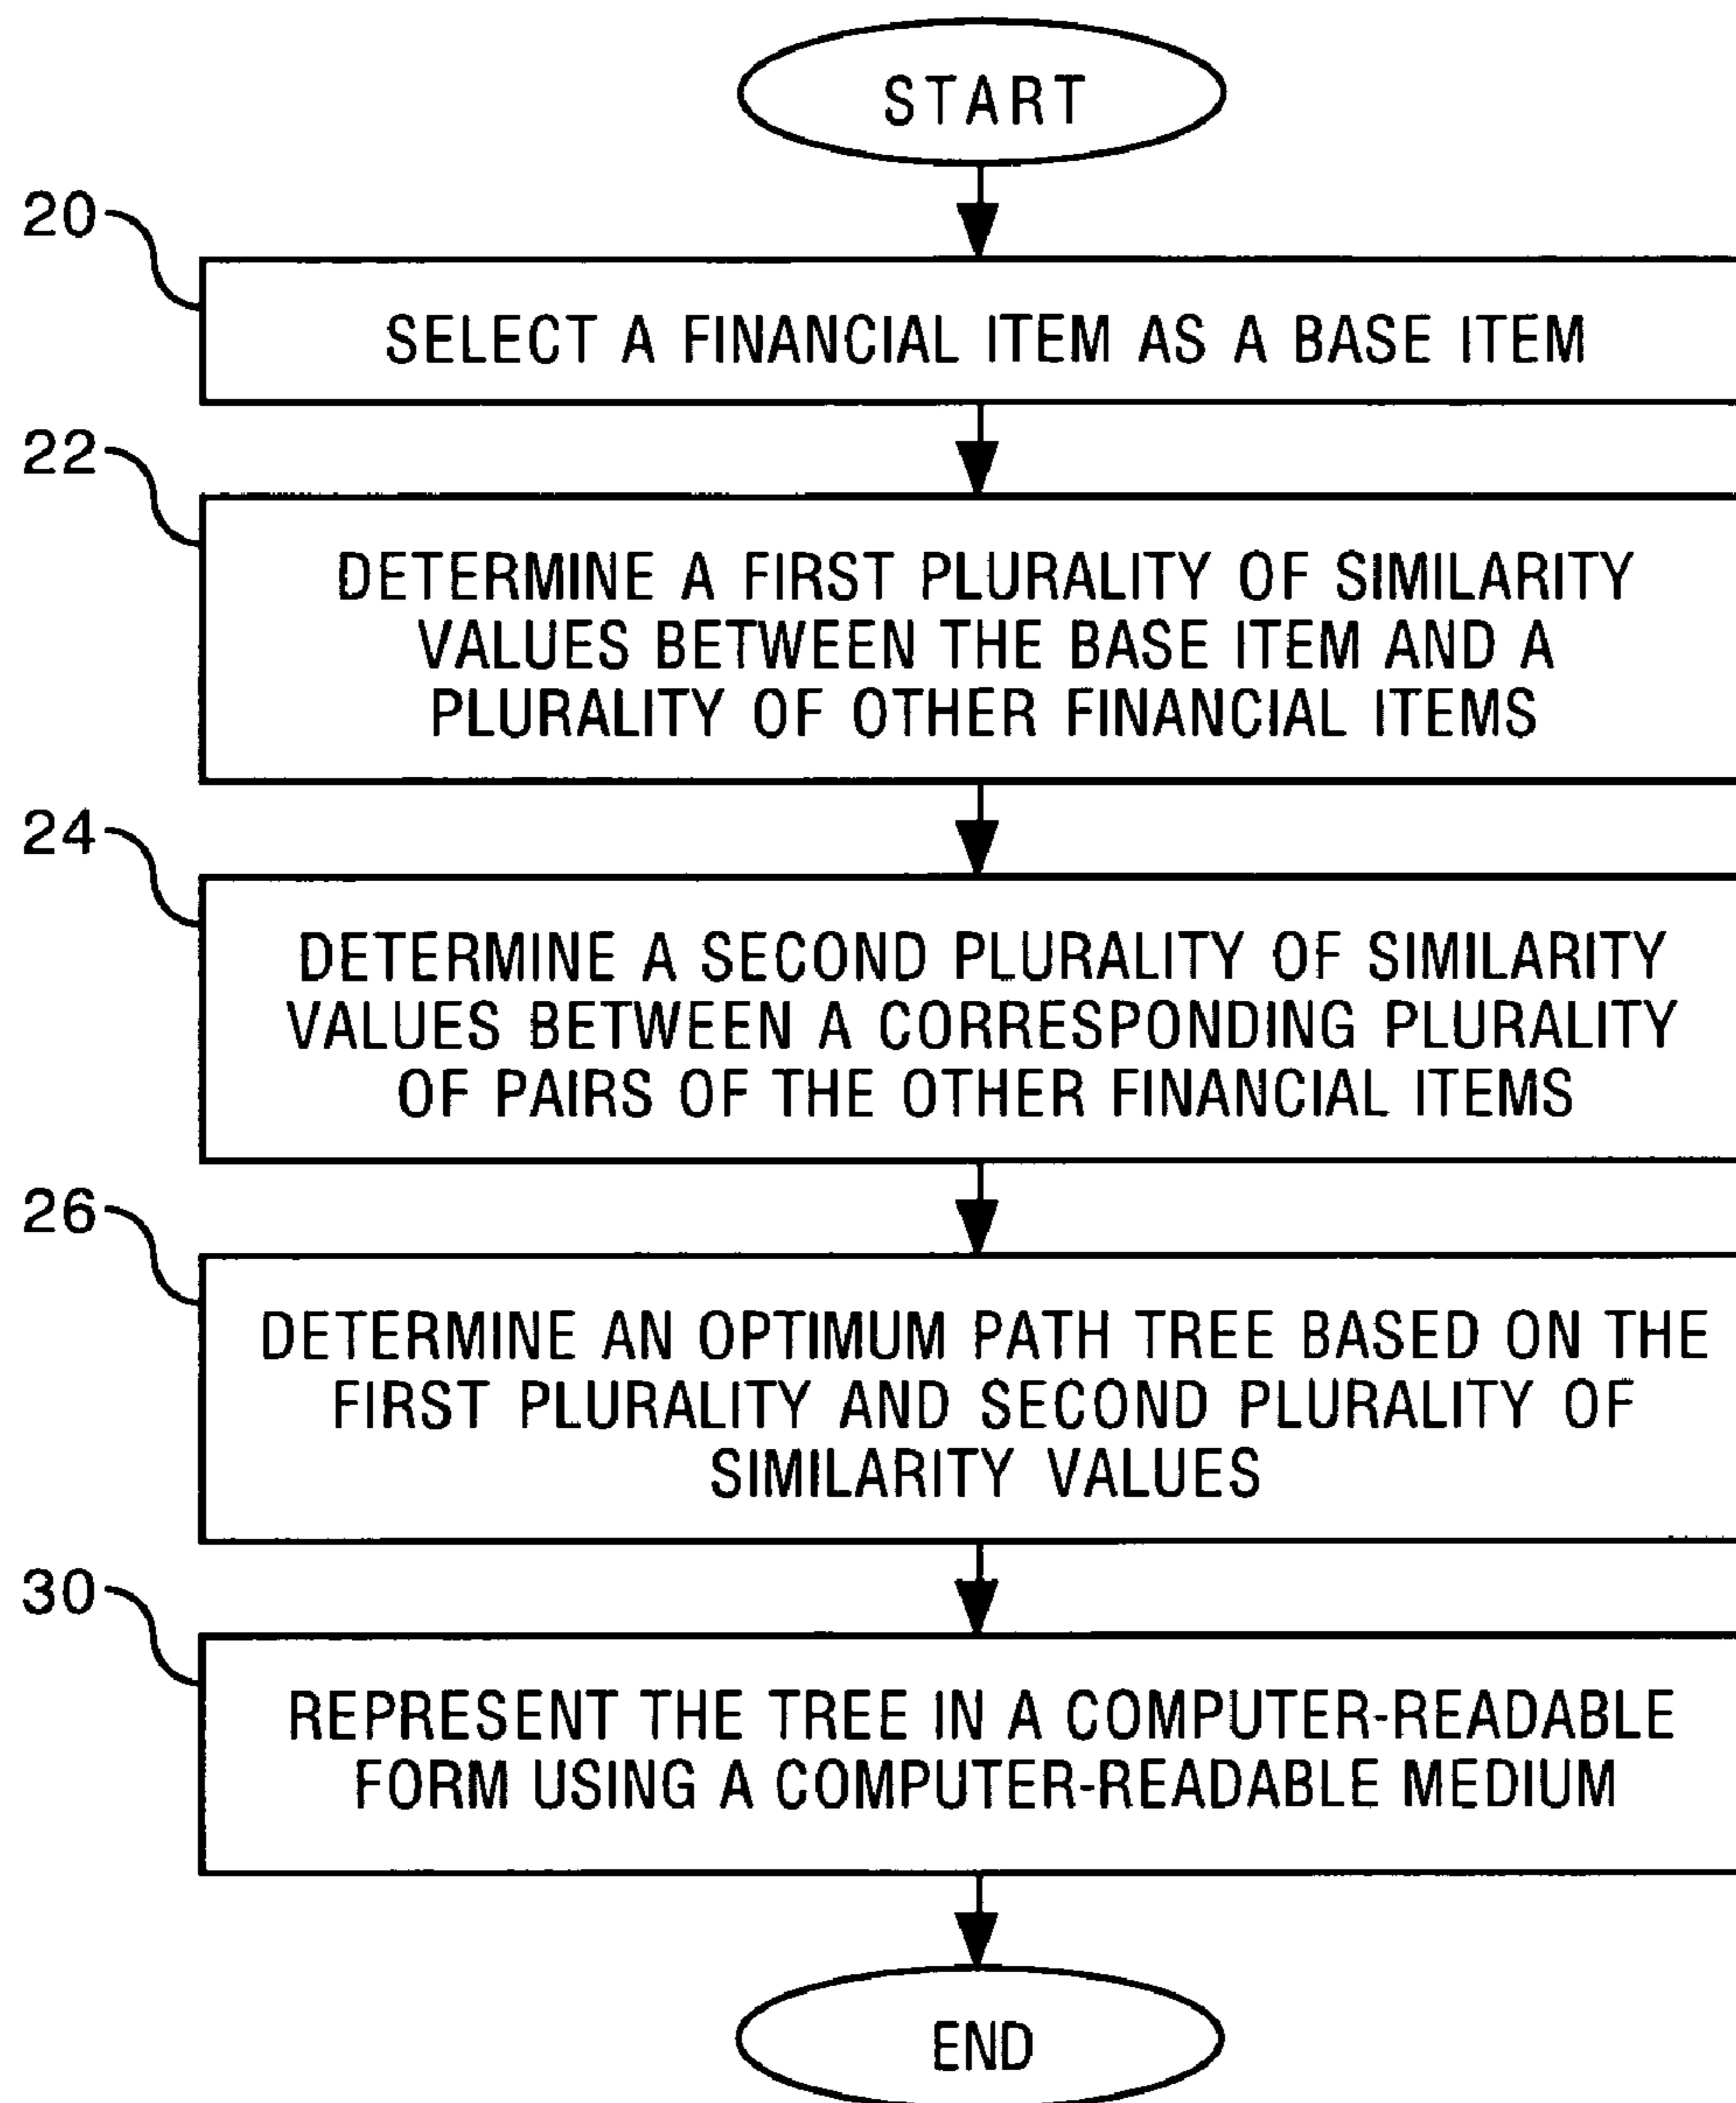 START
20
SELECT A FINANCIAL ITEM AS A BASE ITEM
22
DETERMINE A FIRST PLURALITY OF SIMILARITY
VALUES BETWEEN THE BASE ITEM AND A
PLURALITY OF OTHER FINANCIAL ITEMS
24
DETERMINE A SECOND PLURALITY OF SIMILARITY
VALUES BETWEEN A CORRESPONDING PLURALITY
OF PAIRS OF THE OTHER FINANCIAL ITEMS
26
DETERMINE AN OPTIMUM PATH TREE BASED ON THE
FIRST PLURALITY AND SECOND PLURALITY OF
SIMILARITY VALUES
30
REPRESENT THE TREE IN A COMPUTER-READABLE
FORM USING A COMPUTER-READABLE MEDIUM
END